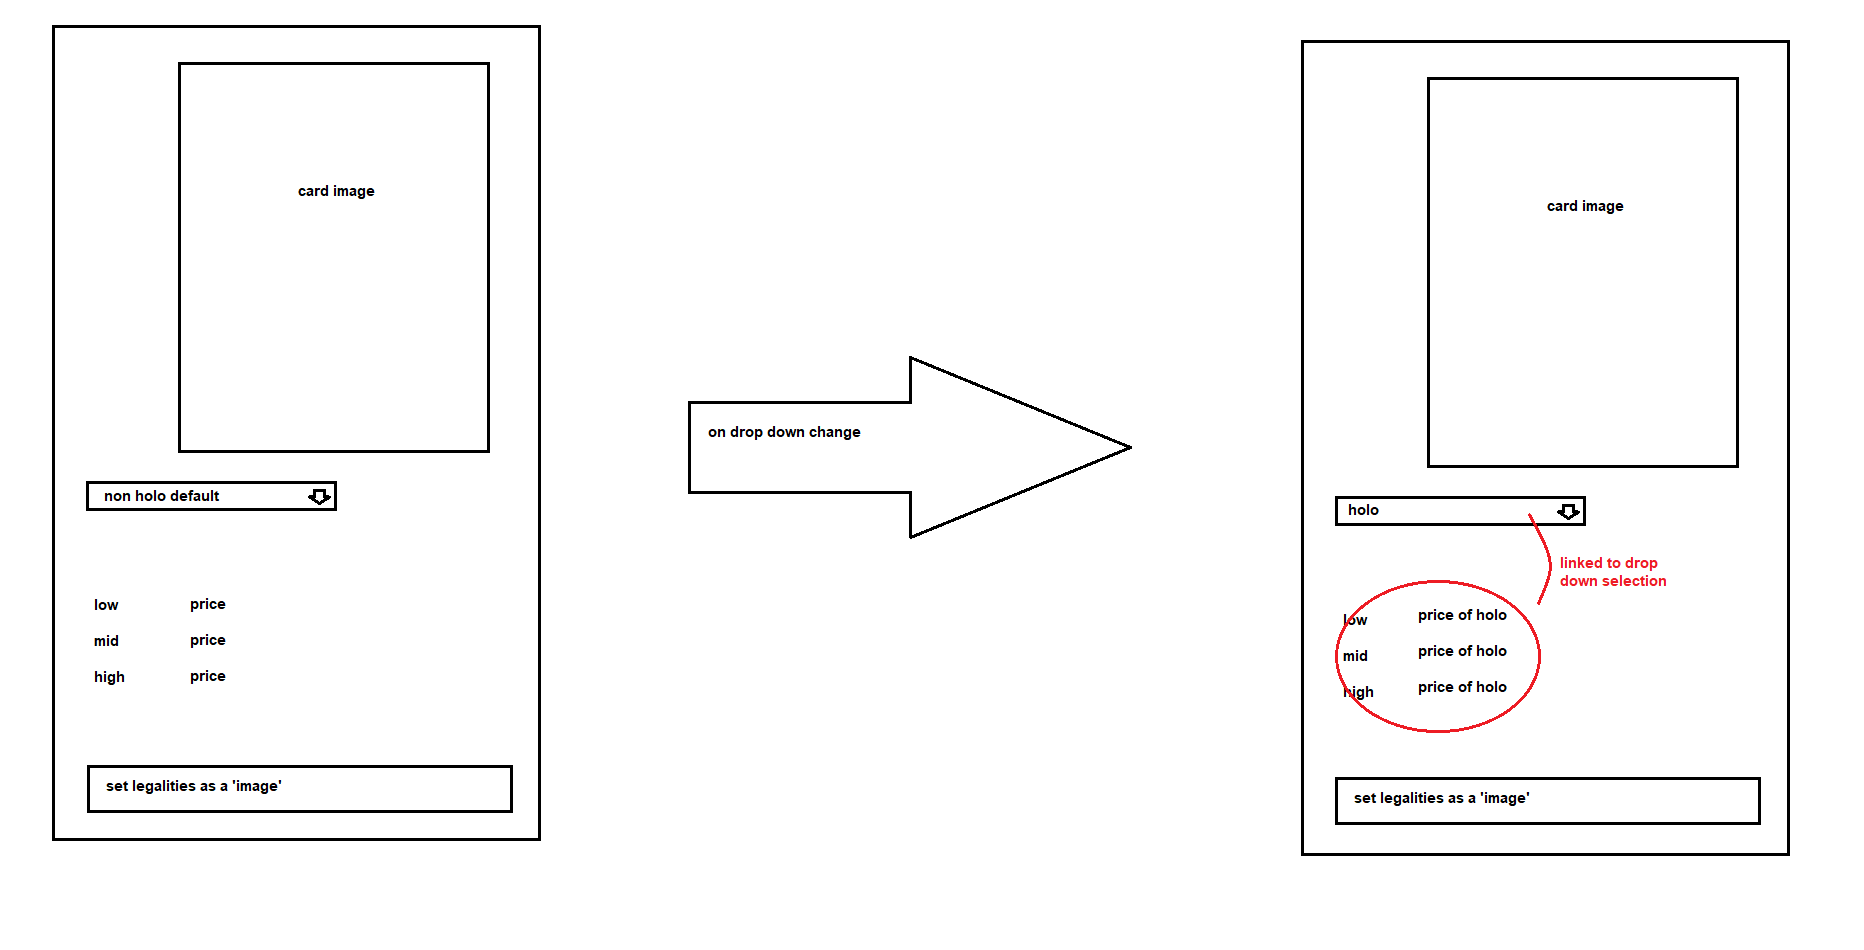 card image
non holo default
low price
mid price
high price
set legalities as a 'image'
on drop down change
card image
holo
linked to drop
down selection
low price of holo
mid price of holo
high price of holo
set legalities as a 'image'